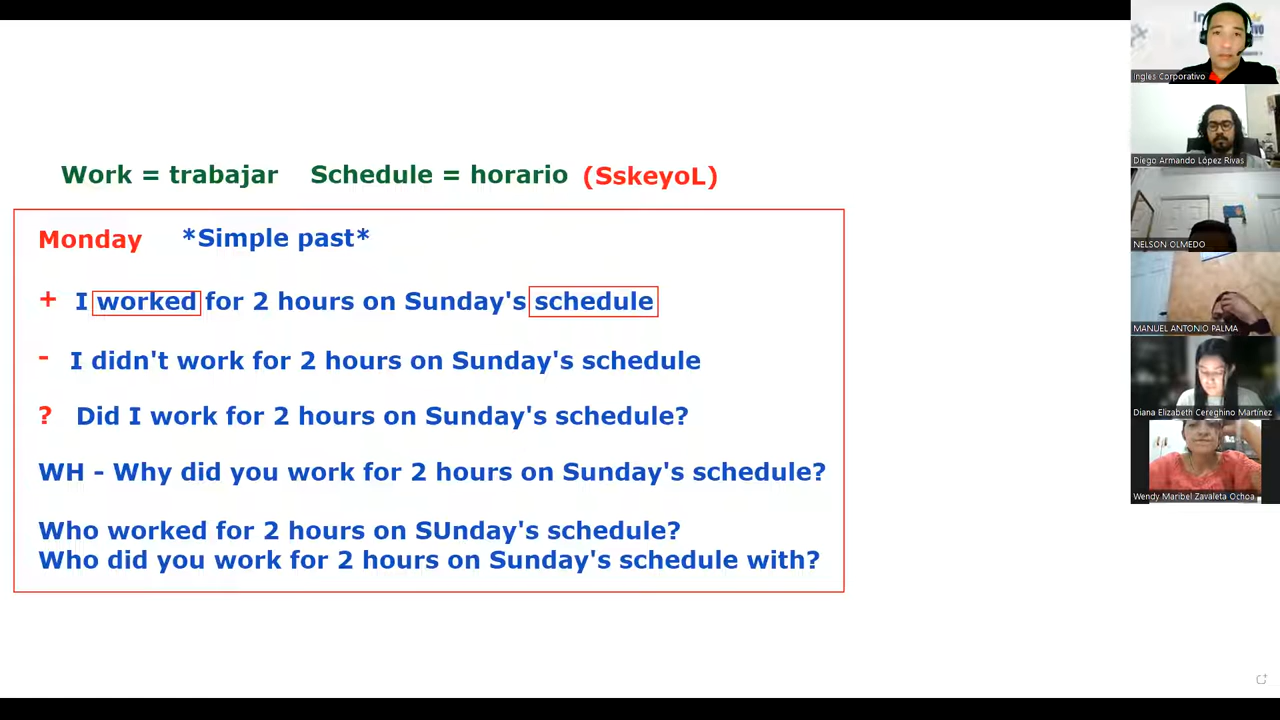 Work = trabajar Schedule = horario (SskeyoL)
Monday *Simple past*
+ I worked for 2 hours on Sunday's schedule
- I didn't work for 2 hours on Sunday's schedule
? Did I work for 2 hours on Sunday's schedule?
WH - Why did you work for 2 hours on Sunday's schedule?
Who worked for 2 hours on SUnday's schedule?
Who did you work for 2 hours on Sunday's schedule with?
Ingles Corporativo
Diego Armando López Rivas
NELSON OLMEDO
MANUEL ANTONIO PALMA
Diana Elizabeth Cereghino Martínez
Wendy Maribel Zavaleta Ochoa